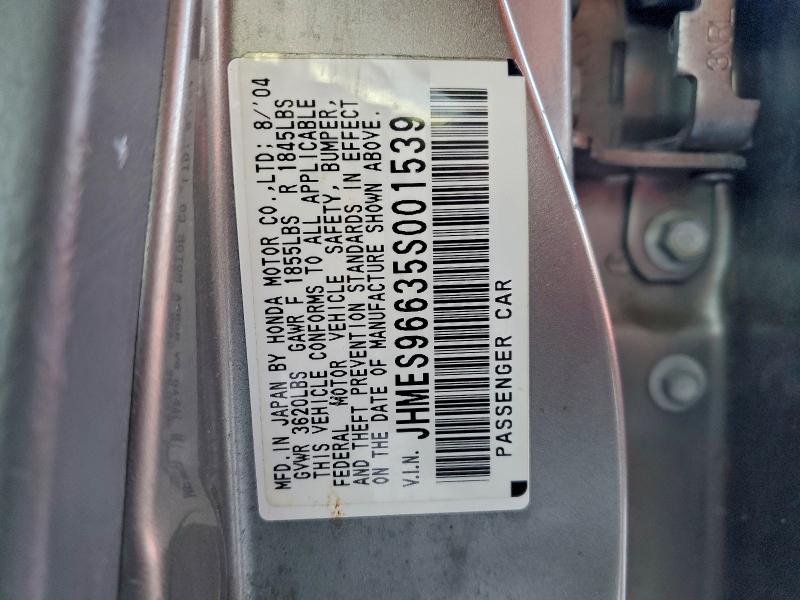 MFD. IN JAPAN BY HONDA MOTOR CO.,LTD; 8/'04
GVWR 3620LBS GAWR F 1855LBS R 1845LBS
THIS VEHICLE CONFORMS TO ALL APPLICABLE
FEDERAL MOTOR VEHICLE SAFETY, BUMPER,
AND THEFT PREVENTION STANDARDS IN EFFECT
ON THE DATE OF MANUFACTURE SHOWN ABOVE.
V.I.N. JHMES96635S001539
PASSENGER CAR
3NRL